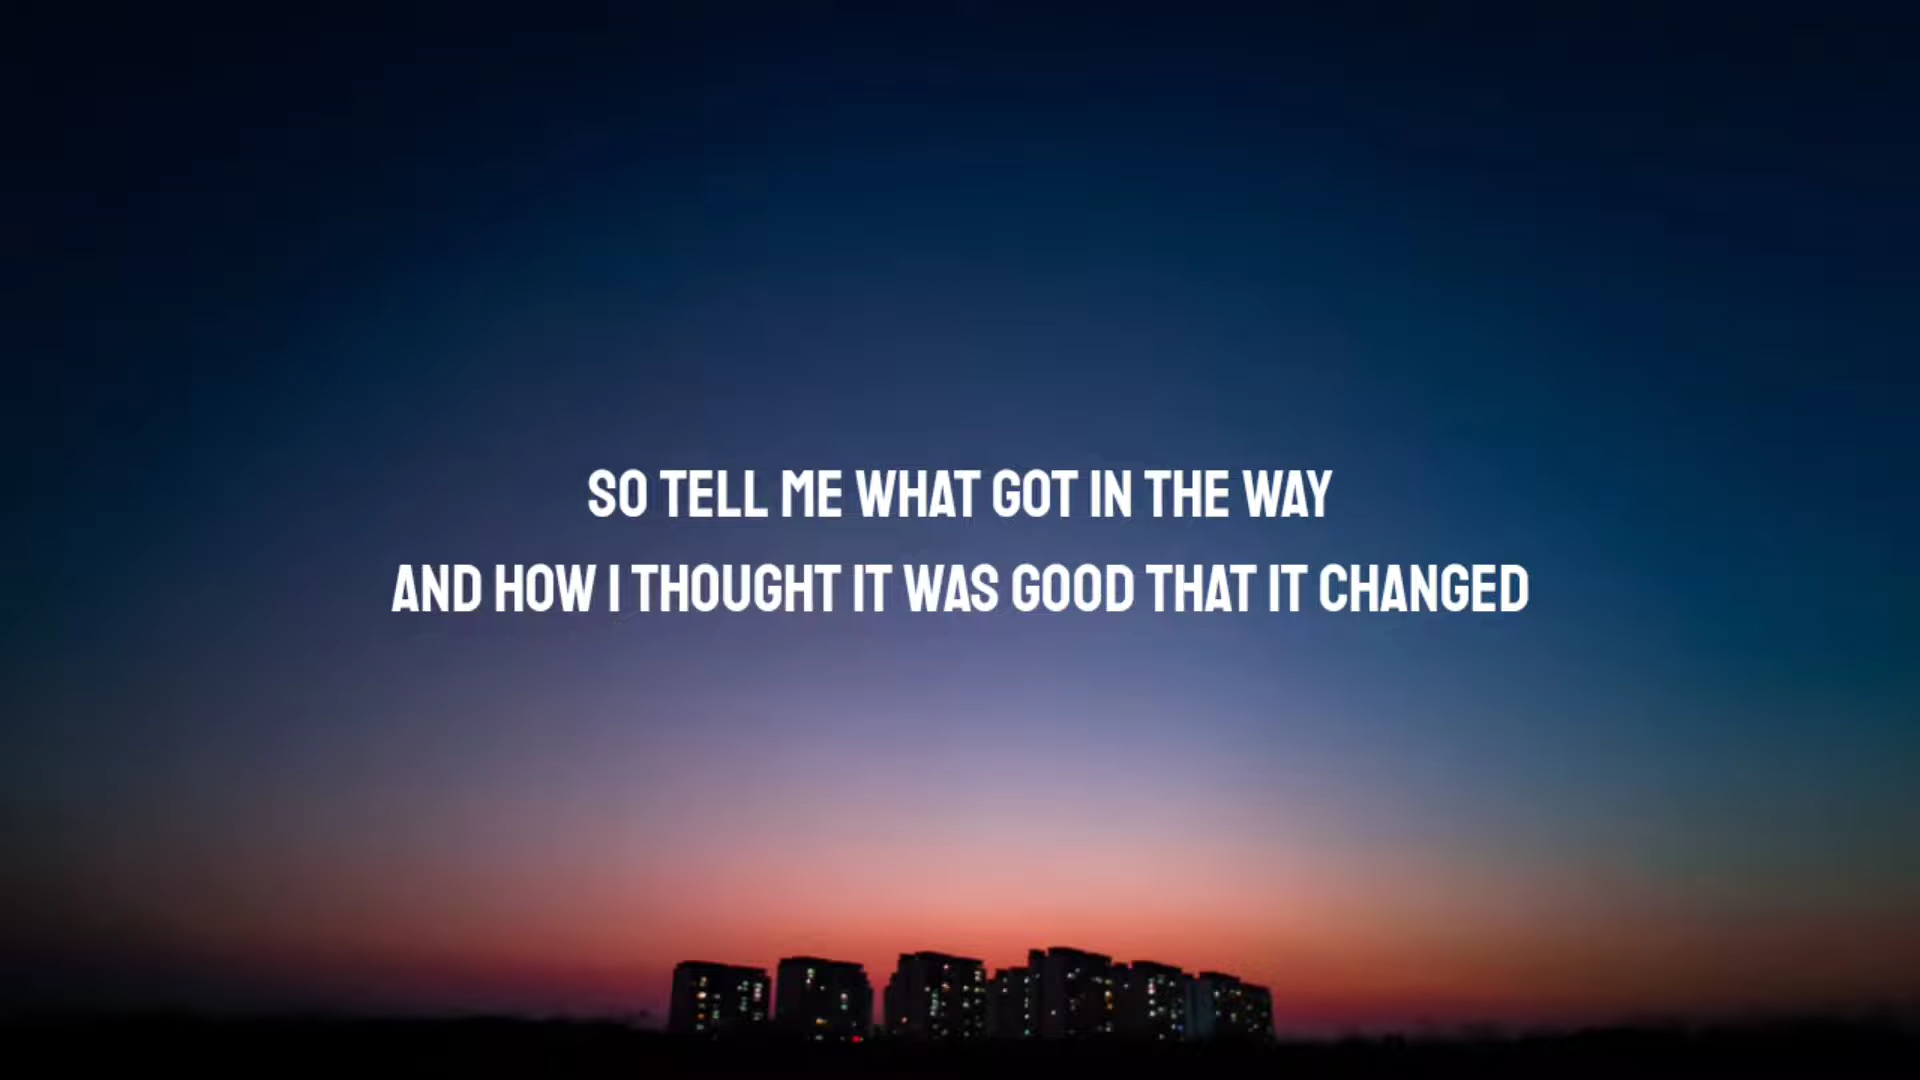 SO TELL ME WHAT GOT IN THE WAY
AND HOW I THOUGHT IT WAS GOOD THAT IT CHANGED